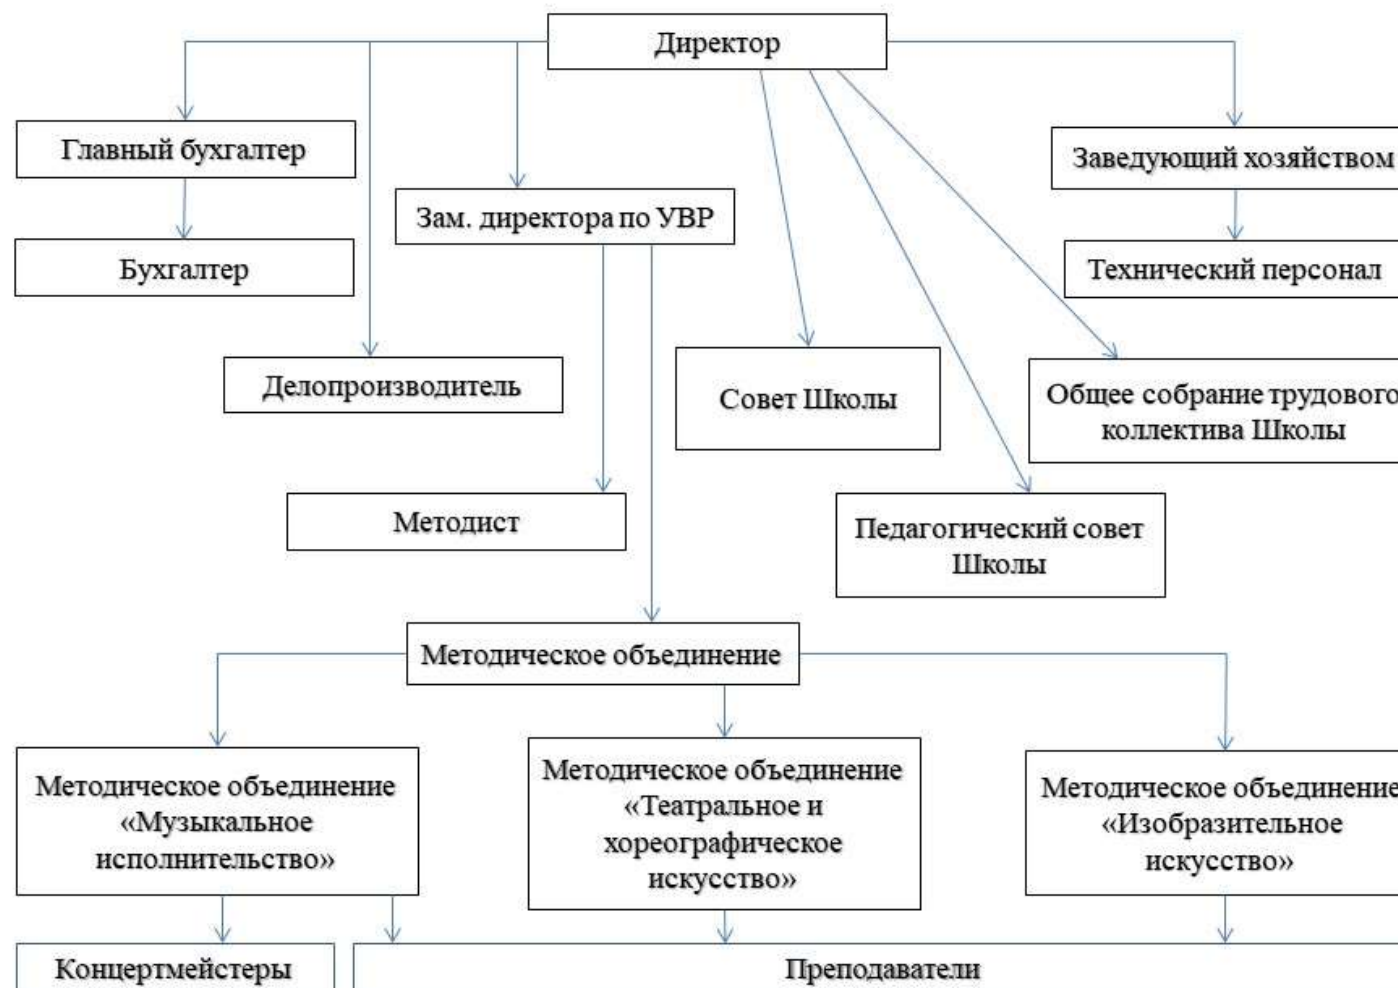 Директор
Главный бухгалтер
Заведующий хозяйством
Зам. директора по УВР
Бухгалтер
Технический персонал
Делопроизводитель
Совет Школы
Общее собрание трудового
коллектива Школы
Методист
Педагогический совет
Школы
Методическое объединение
Методическое объединение
«Музыкальное
исполнительство»
Методическое объединение
«Театральное и
хореографическое
искусство»
Методическое объединение
«Изобразительное
искусство»
Концертмейстеры
Преподаватели